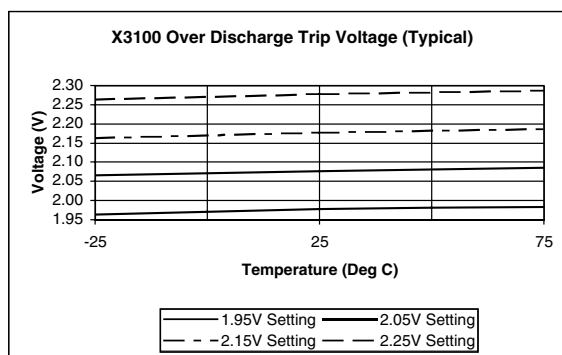 X3100 Over Discharge Trip Voltage (Typical)
2.30
2.25
2.20
2.15
2.10
2.05
2.00
1.95
Voltage (V)
-25 25 75
Temperature (Deg C)
1.95V Setting 2.05V Setting
2.15V Setting 2.25V Setting